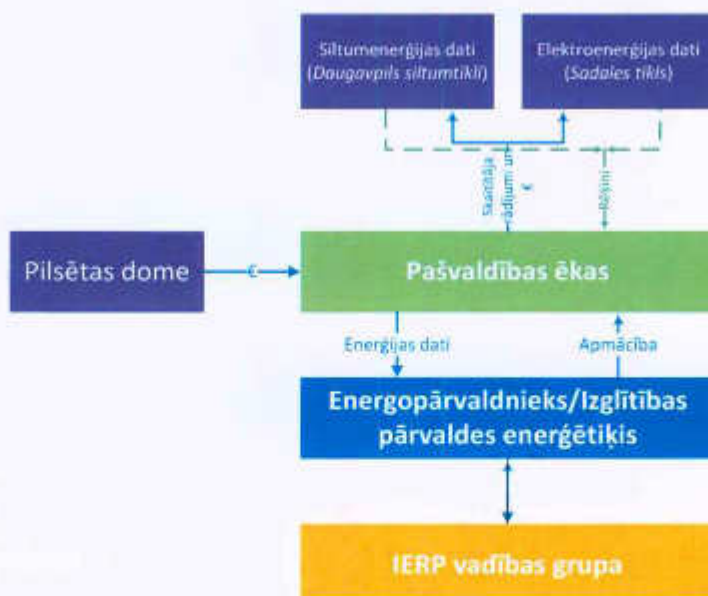 Siltumenerģijas dati
(Daugavpils siltumtīkli)
Elektroenerģijas dati
(Sadales tīkls)
Skaitītāja
rādījumi un
€
Rēķini
Pilsētas dome
€
Pašvaldības ēkas
Enerģijas dati
Apmācība
Energopārvaldnieks/Izglītības
pārvaldes enerģētiķis
IERP vadības grupa